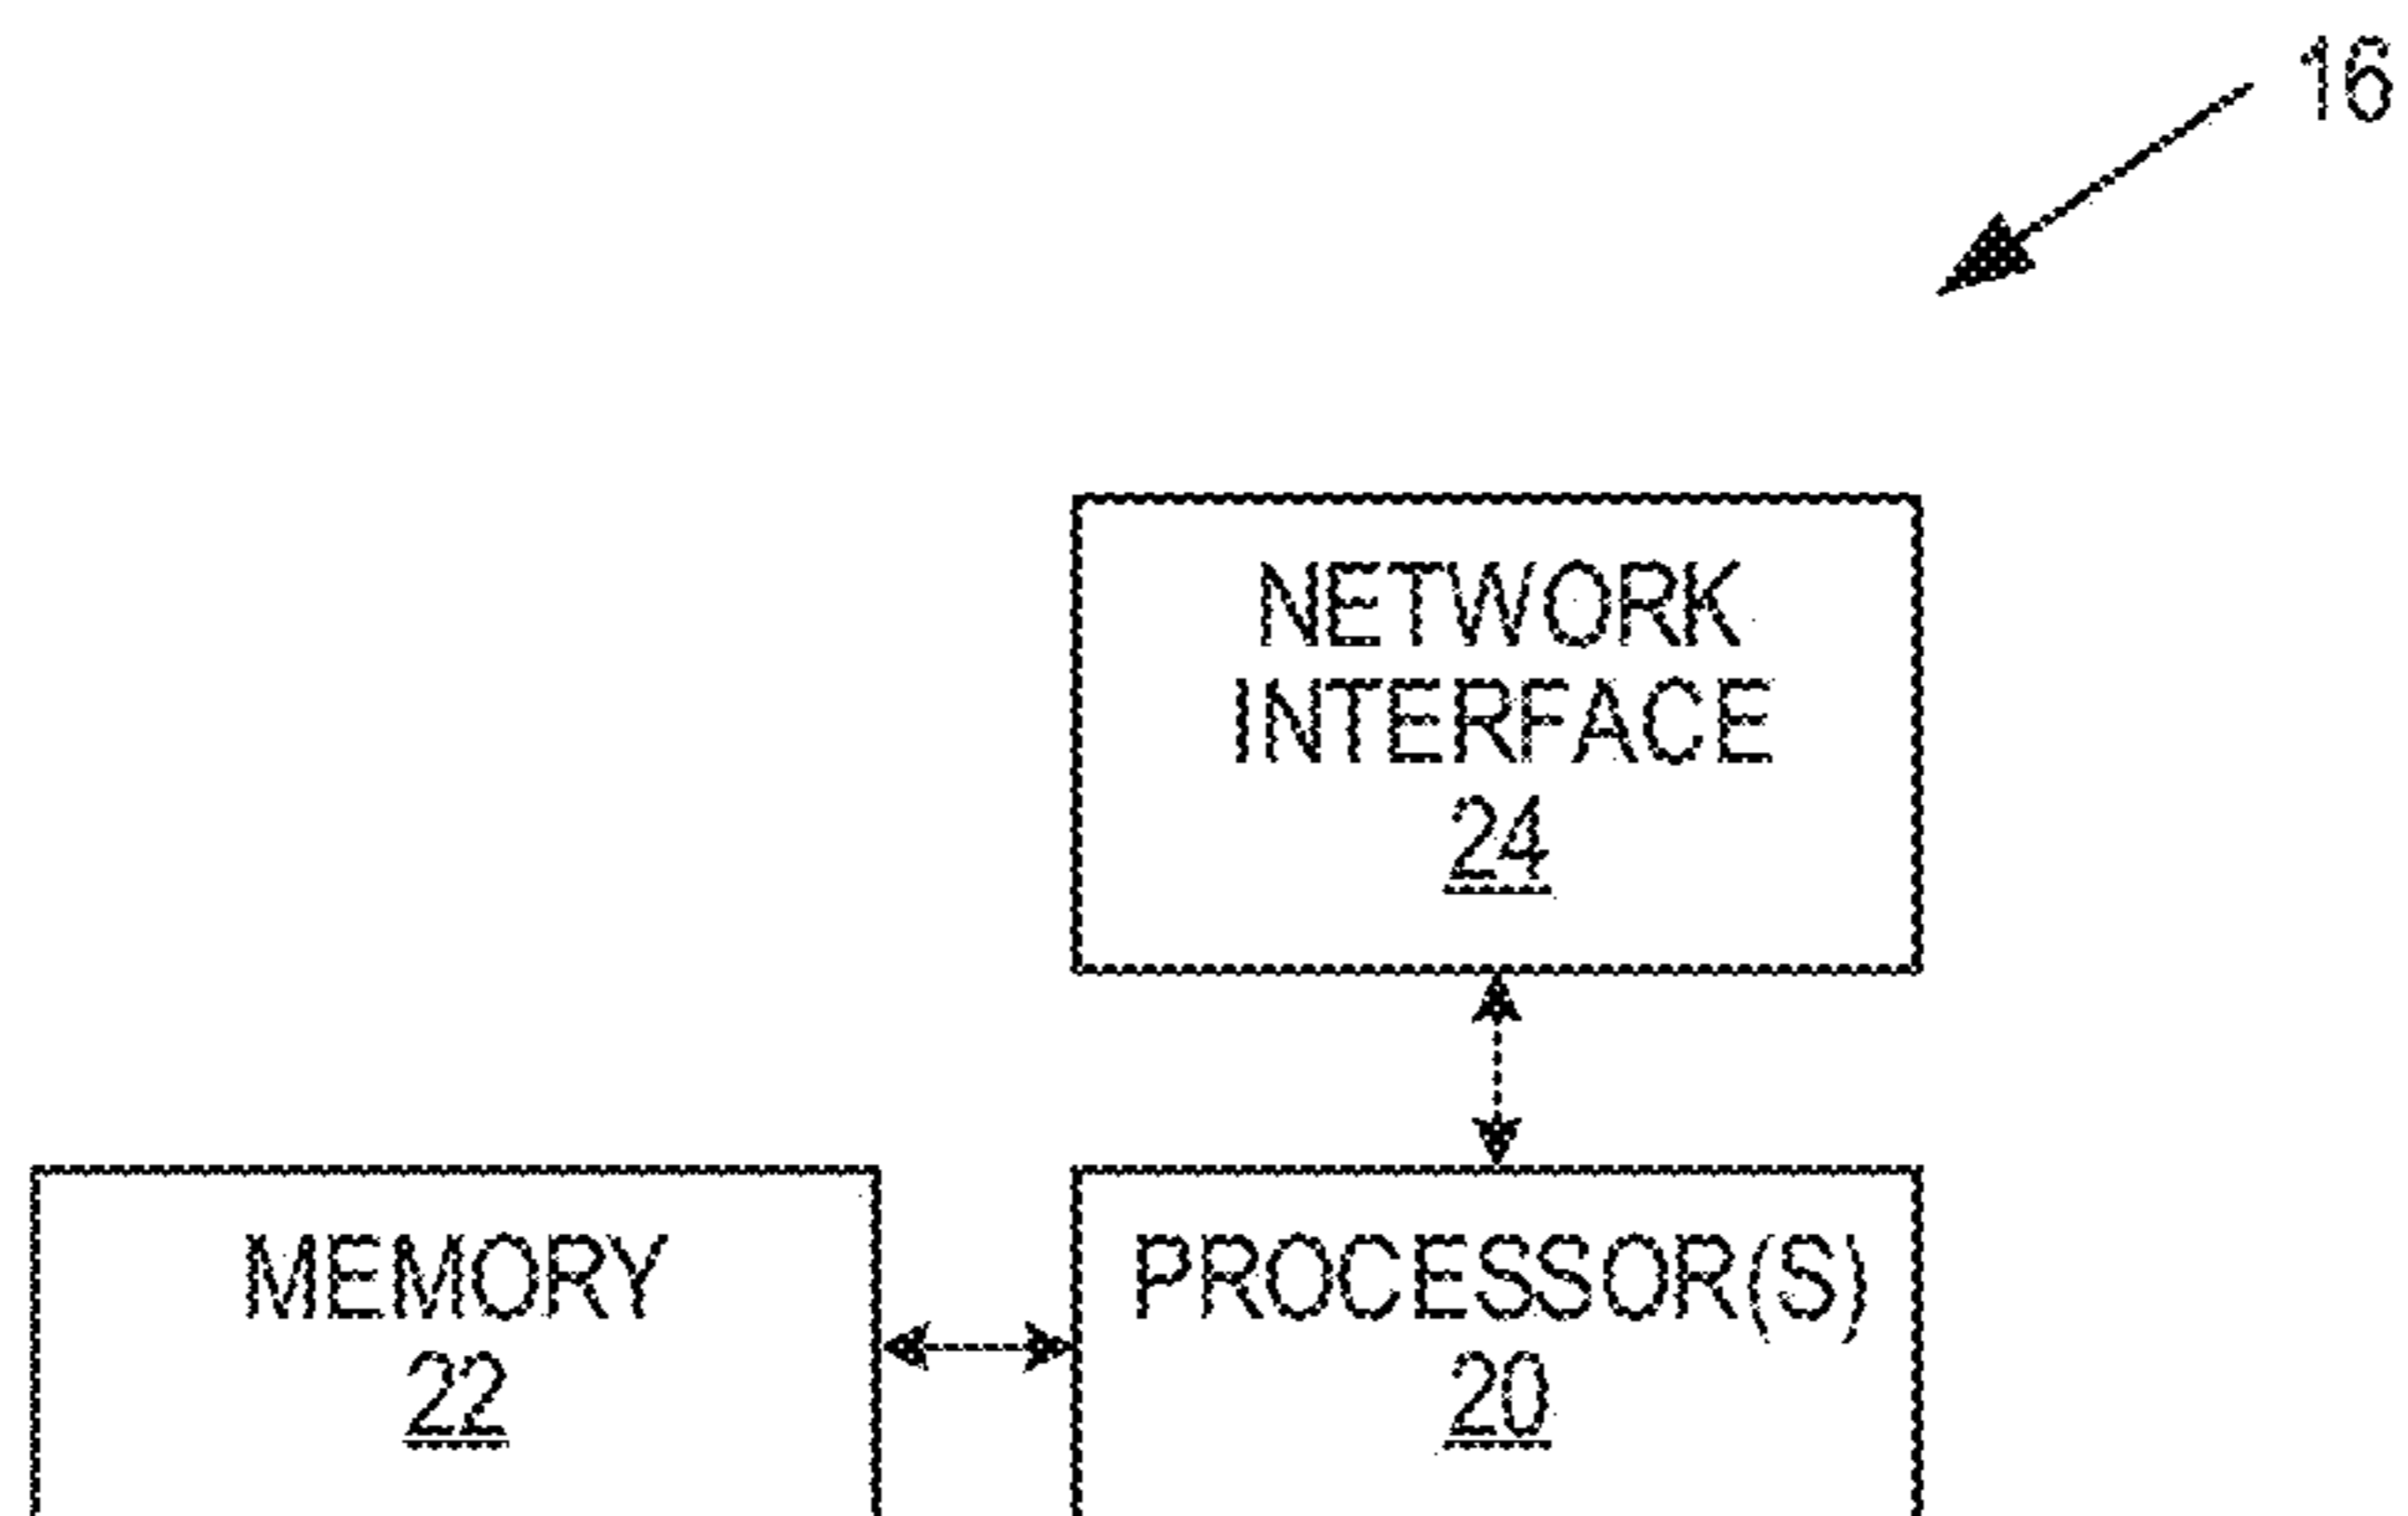 16
NETWORK
INTERFACE
24
MEMORY
22
PROCESSOR(S)
20